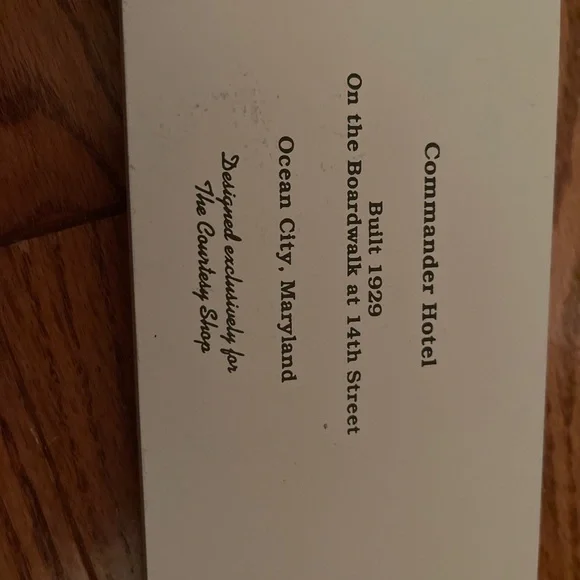 Commander Hotel
Built 1929
On the Boardwalk at 14th Street
Ocean City, Maryland
Designed exclusively for
The Courtesy Shop